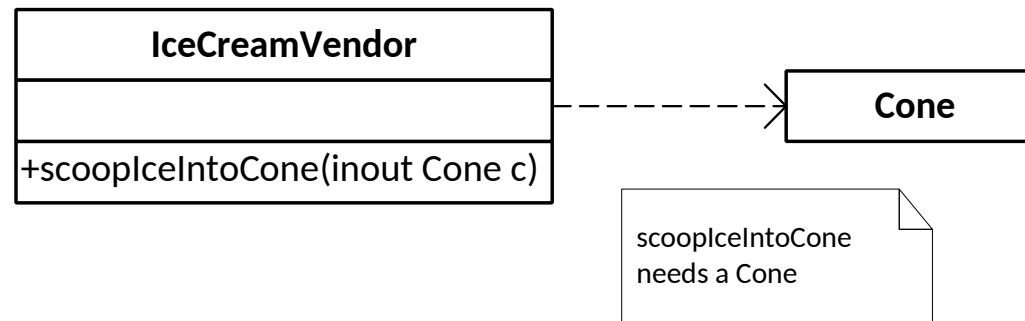 IceCreamVendor
Cone
+scoopIceIntoCone(inout Cone c)
scoopIceIntoCone
needs a Cone